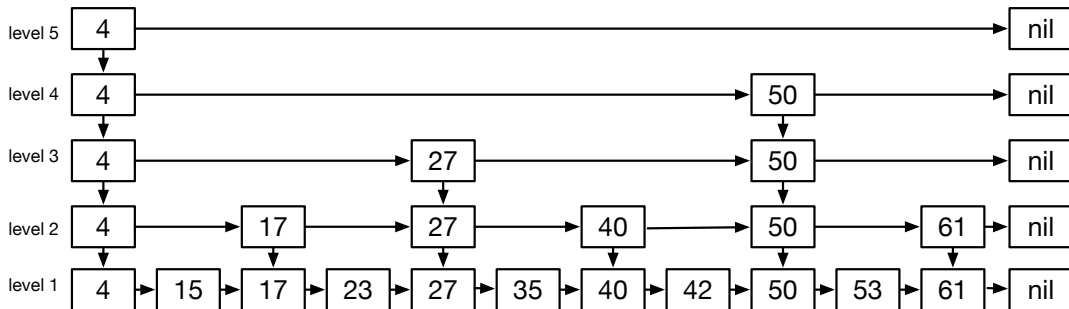 level 5 4 nil
level 4 4 50 nil
level 3 4 27 50 nil
level 2 4 17 27 40 50 61 nil
level 1 4 15 17 23 27 35 40 42 50 53 61 nil